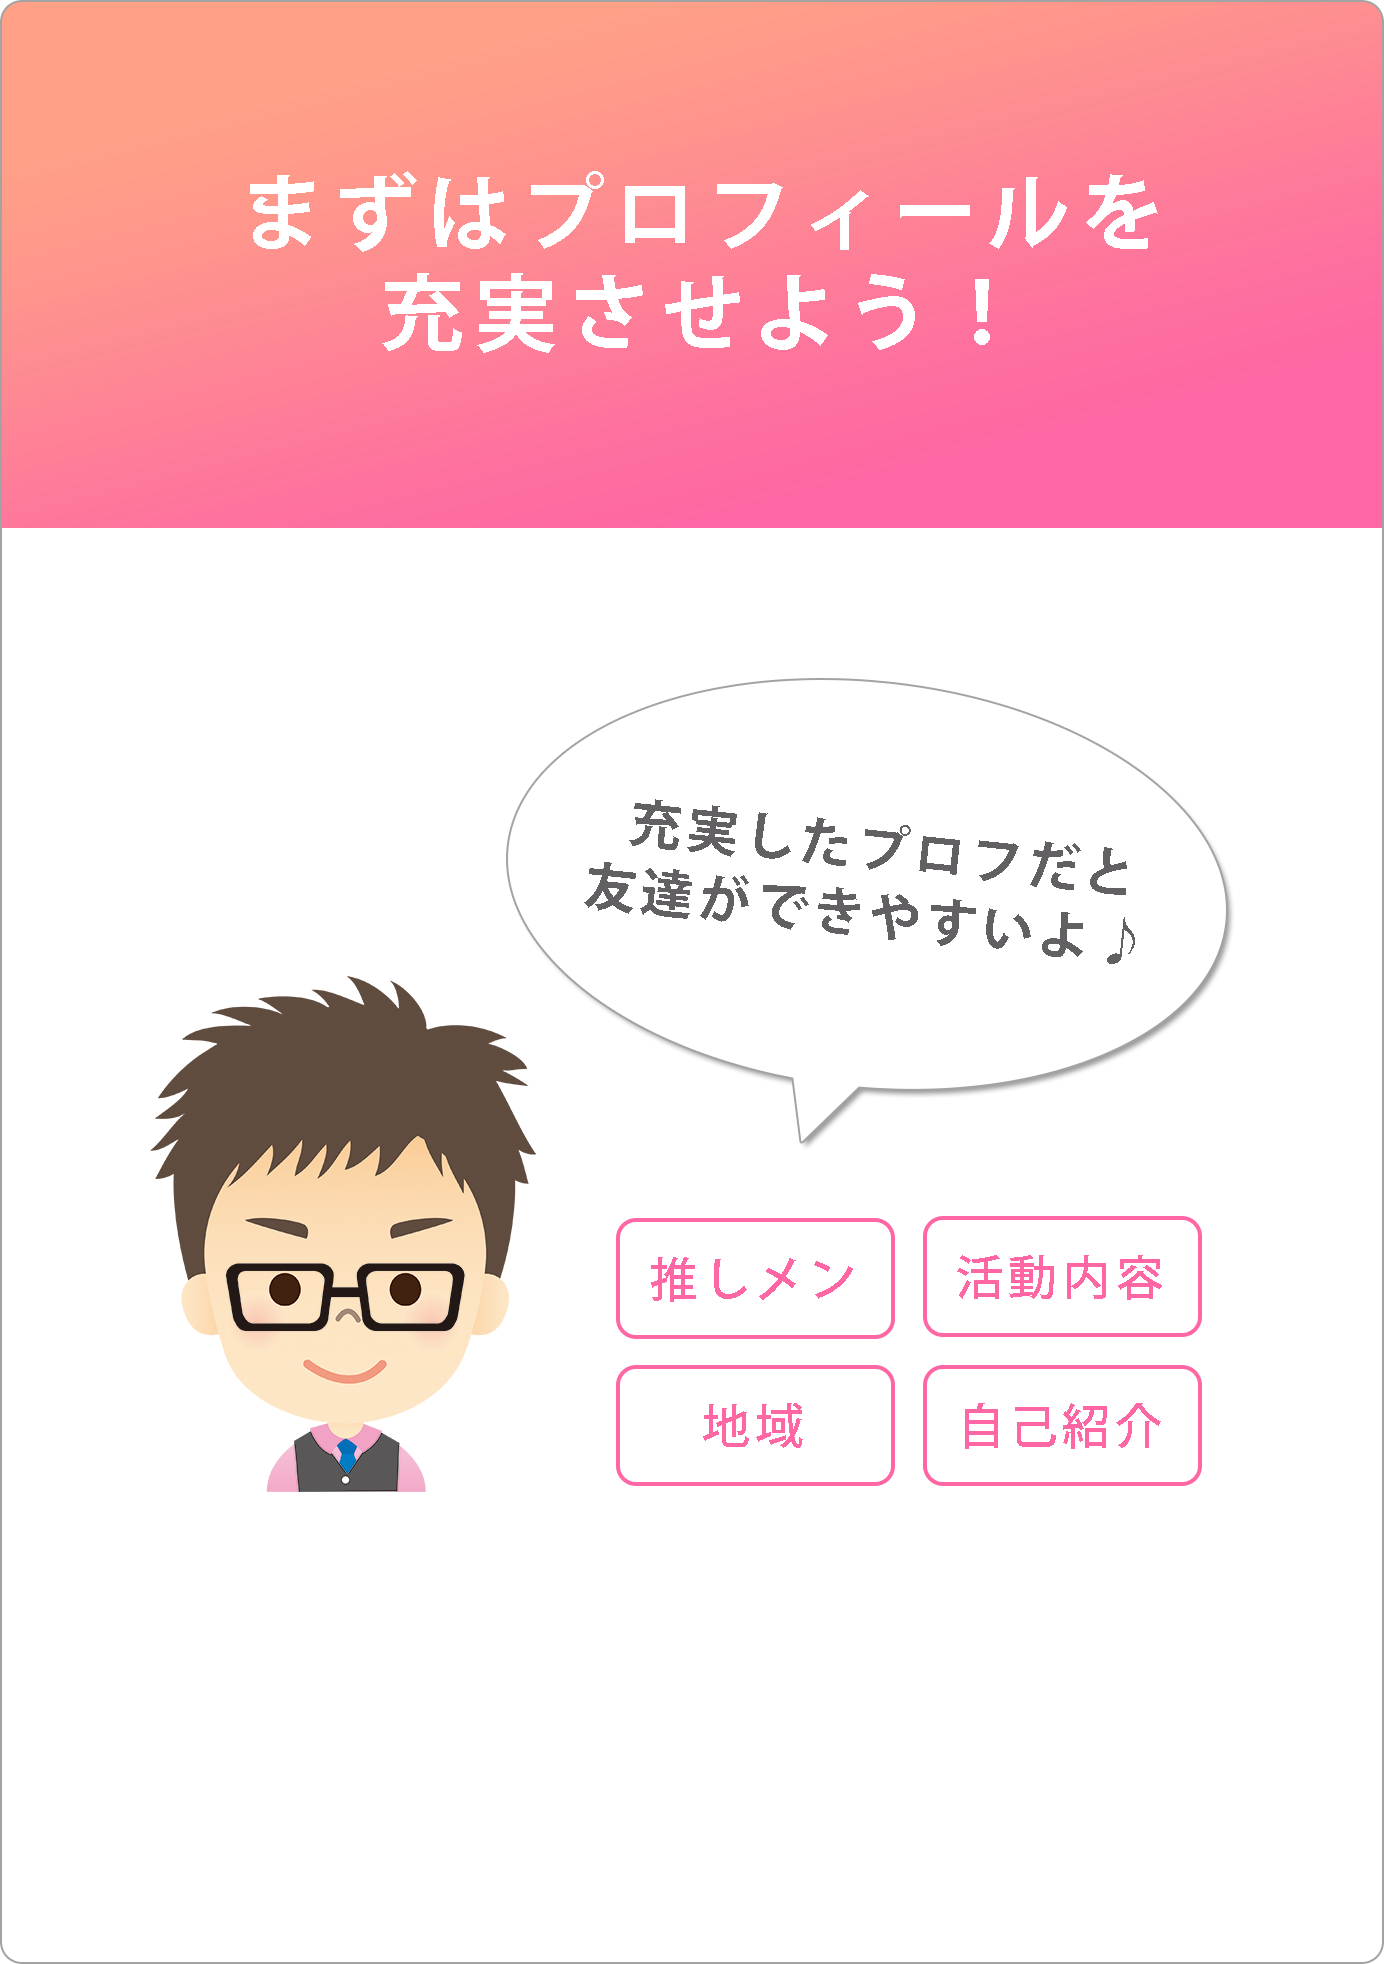 まずはプロフィールを
充実させよう！
充実したプロフだと
友達ができやすいよ♪
推しメン
活動内容
地域
自己紹介